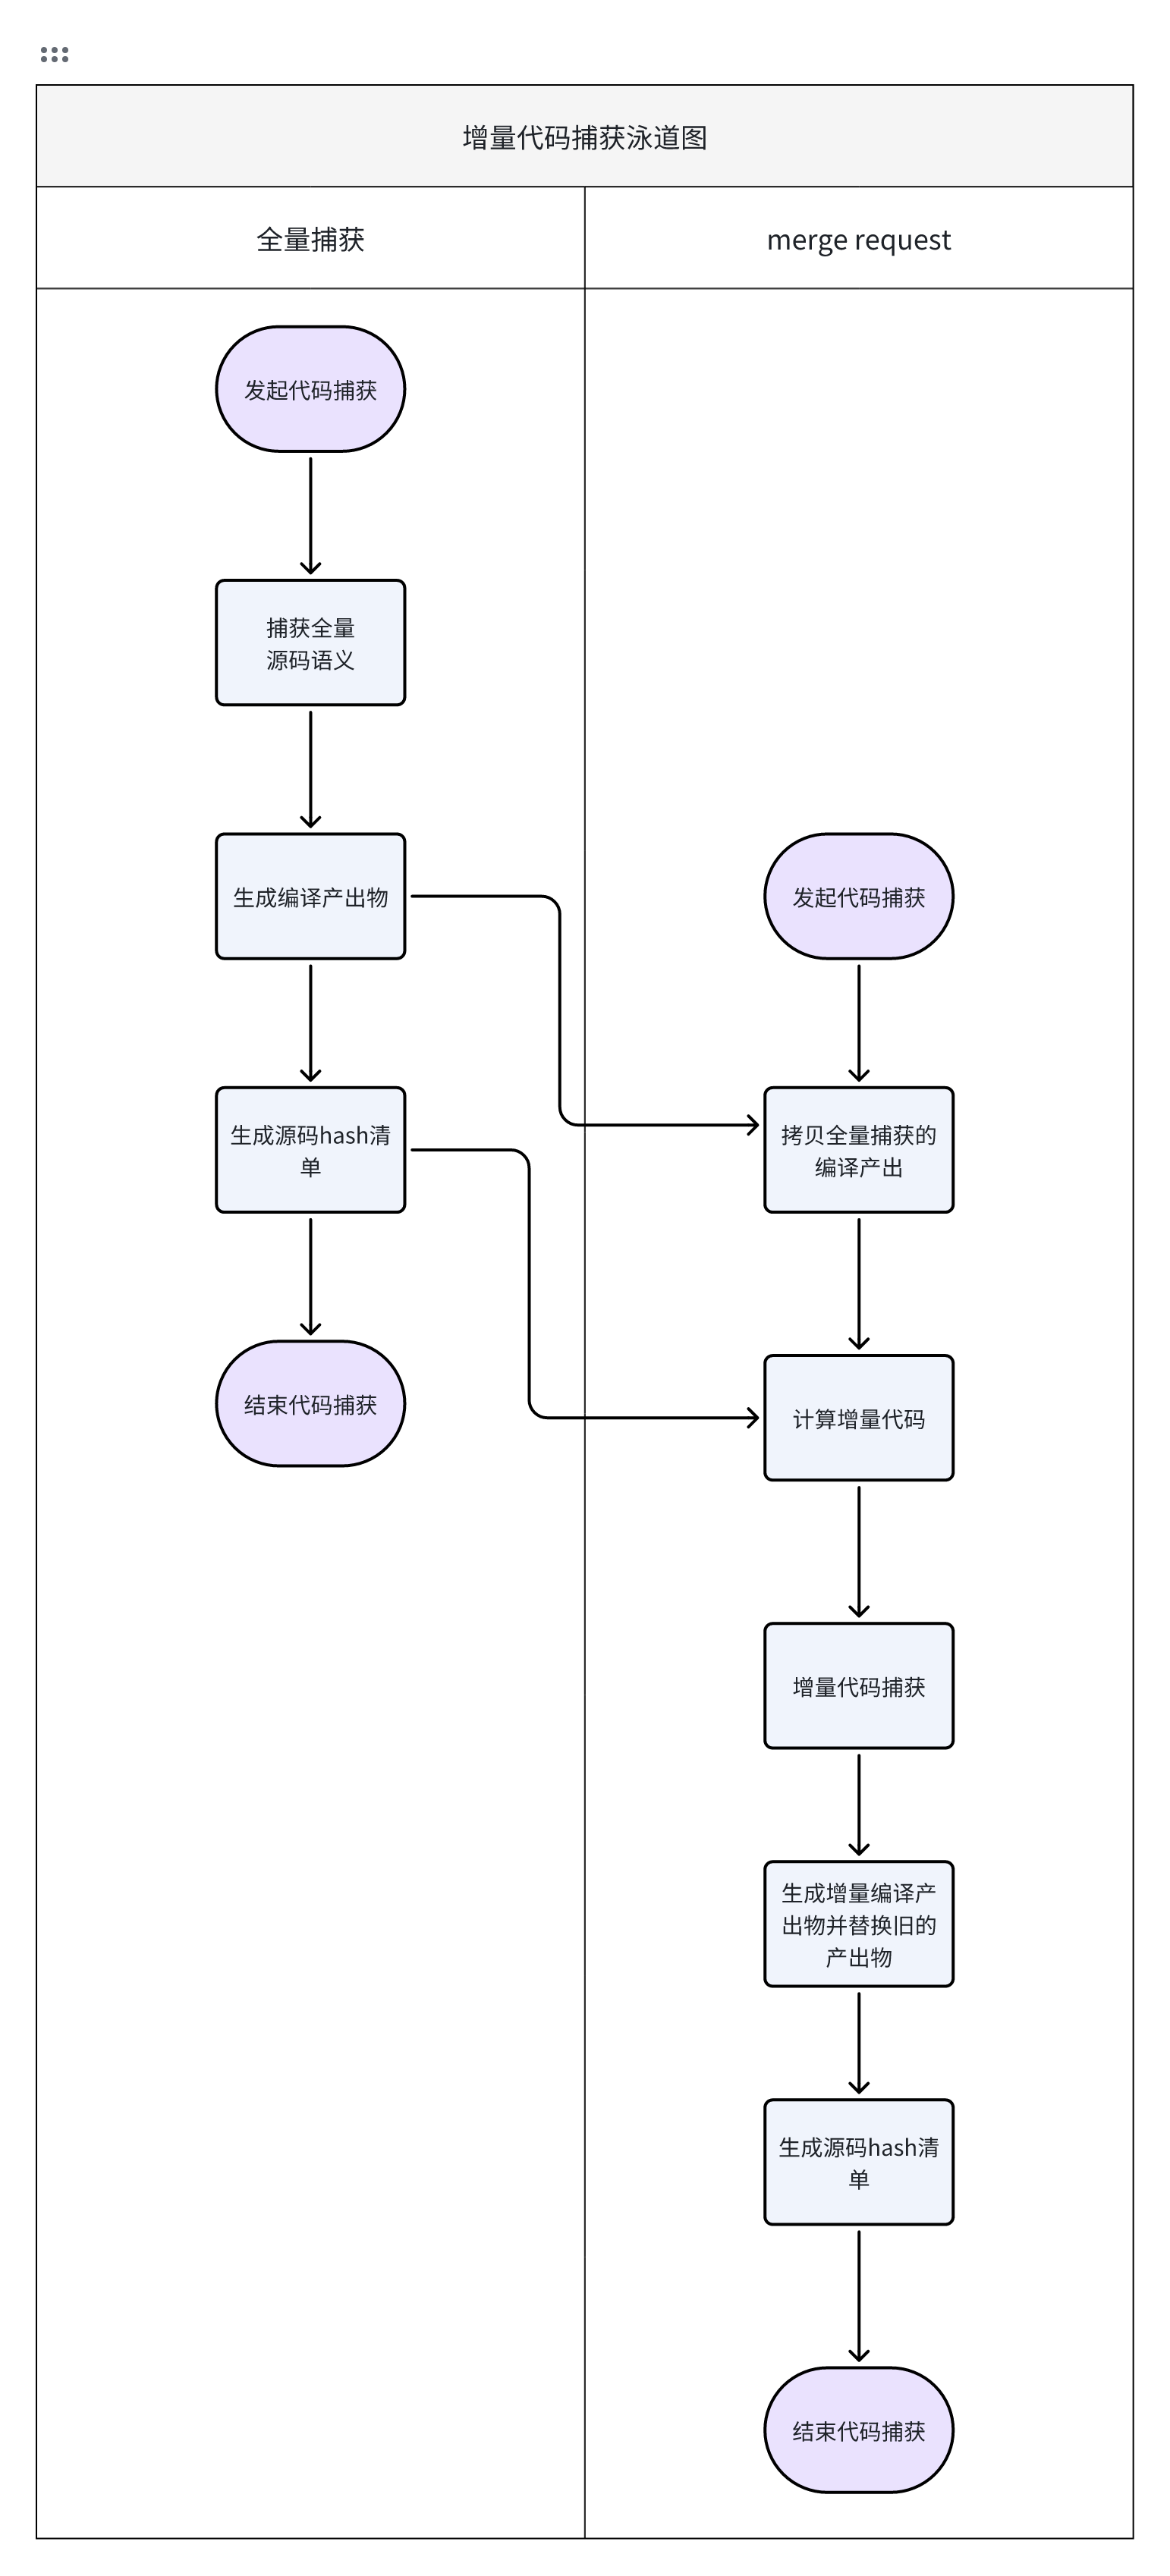 增量代码捕获泳道图
全量捕获
merge request
发起代码捕获
捕获全量
源码语义
生成编译产出物
生成源码hash清
单
结束代码捕获
发起代码捕获
拷贝全量捕获的
编译产出
计算增量代码
增量代码捕获
生成增量编译产
出物并替换旧的
产出物
生成源码hash清
单
结束代码捕获